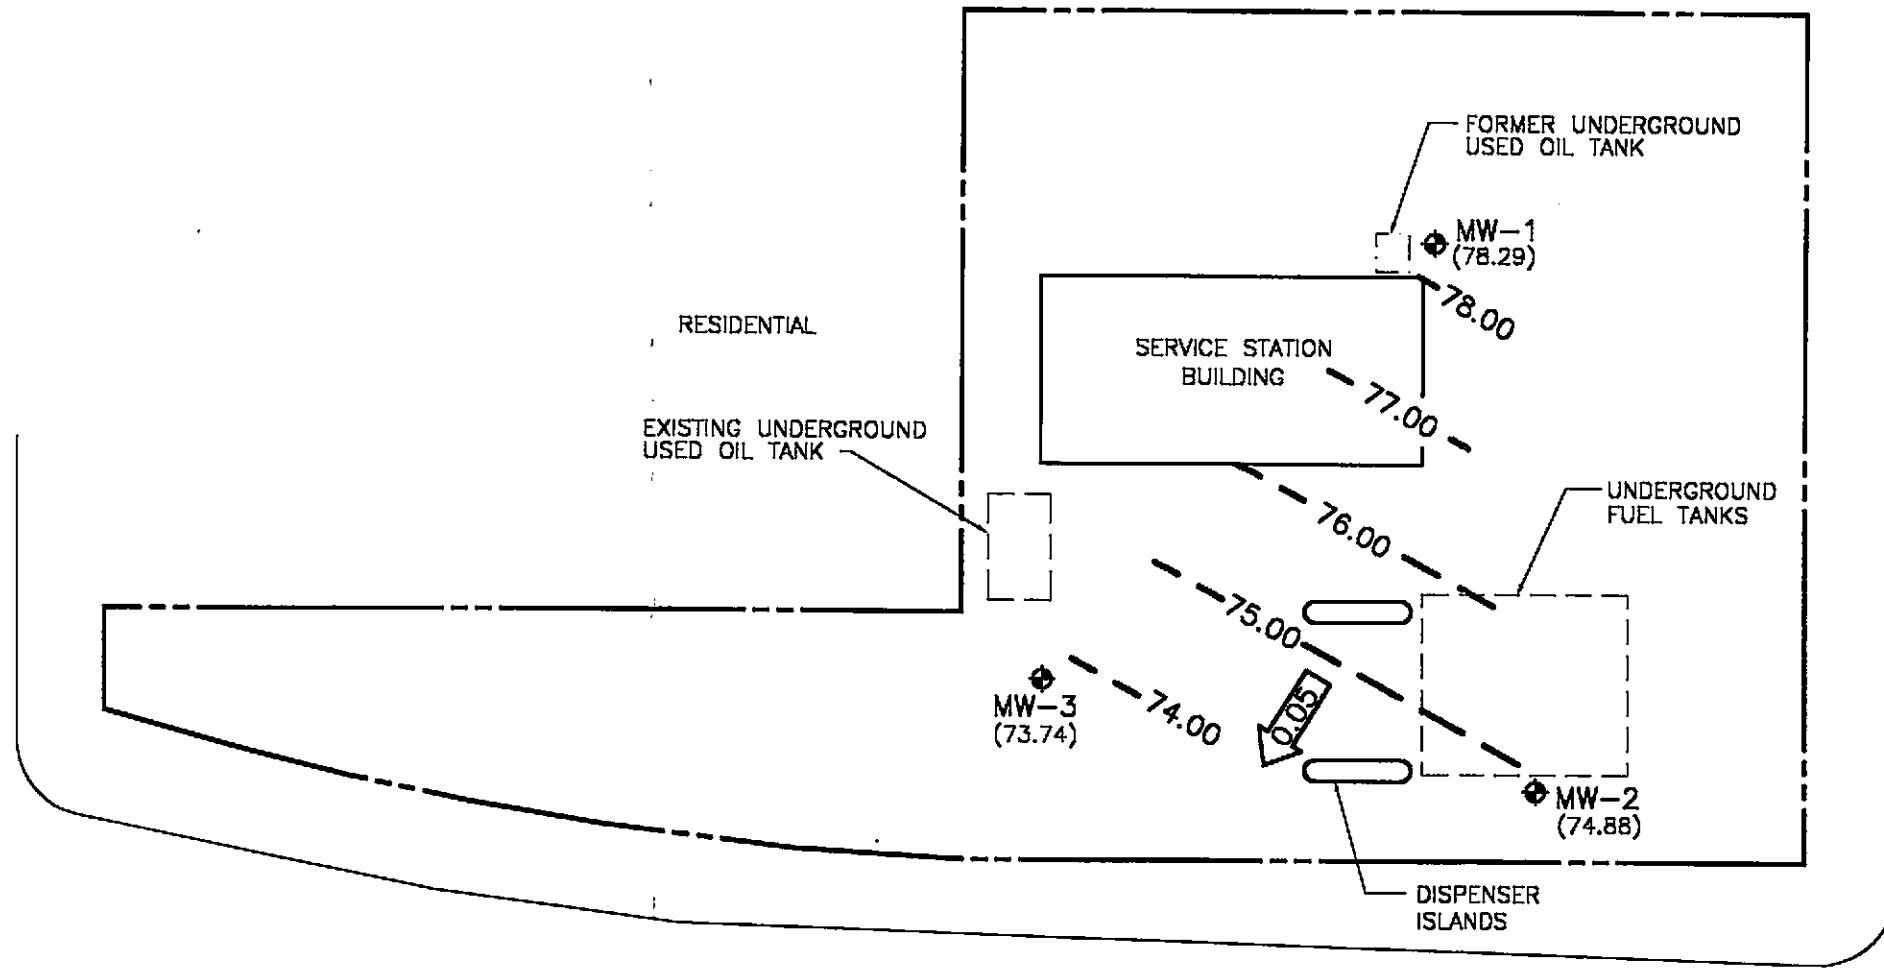 FORMER UNDERGROUND
USED OIL TANK
MW-1
(78.29)
78.00
RESIDENTIAL
SERVICE STATION
BUILDING
77.00
EXISTING UNDERGROUND
USED OIL TANK
UNDERGROUND
FUEL TANKS
76.00
75.00
MW-3
(73.74)
74.00
0.05
MW-2
(74.88)
DISPENSER
ISLANDS